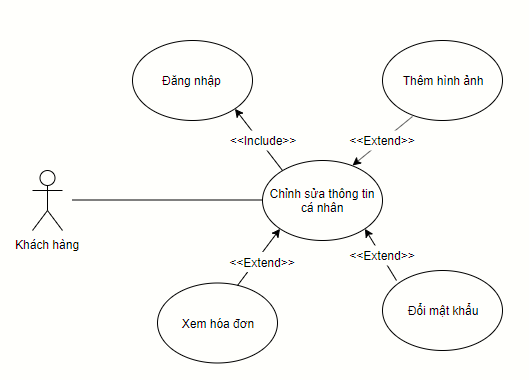 Đăng nhập
Thêm hình ảnh
<<Include>>
<<Extend>>
Chỉnh sửa thông tin
cá nhân
Khách hàng
<<Extend>>
<<Extend>>
Xem hóa đơn
Đổi mật khẩu